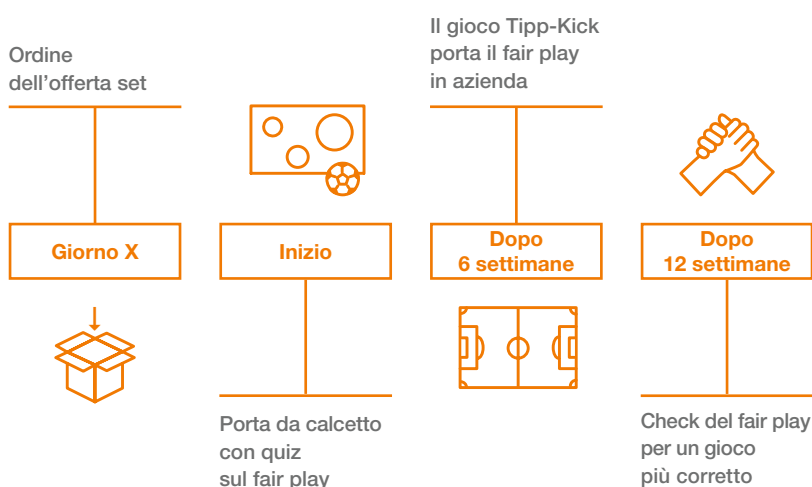 Ordine
dell’offerta set
Giorno X
Inizio
Porta da calcetto
con quiz
sul fair play
Il gioco Tipp-Kick
porta il fair play
in azienda
Dopo
6 settimane
Dopo
12 settimane
Check del fair play
per un gioco
più corretto